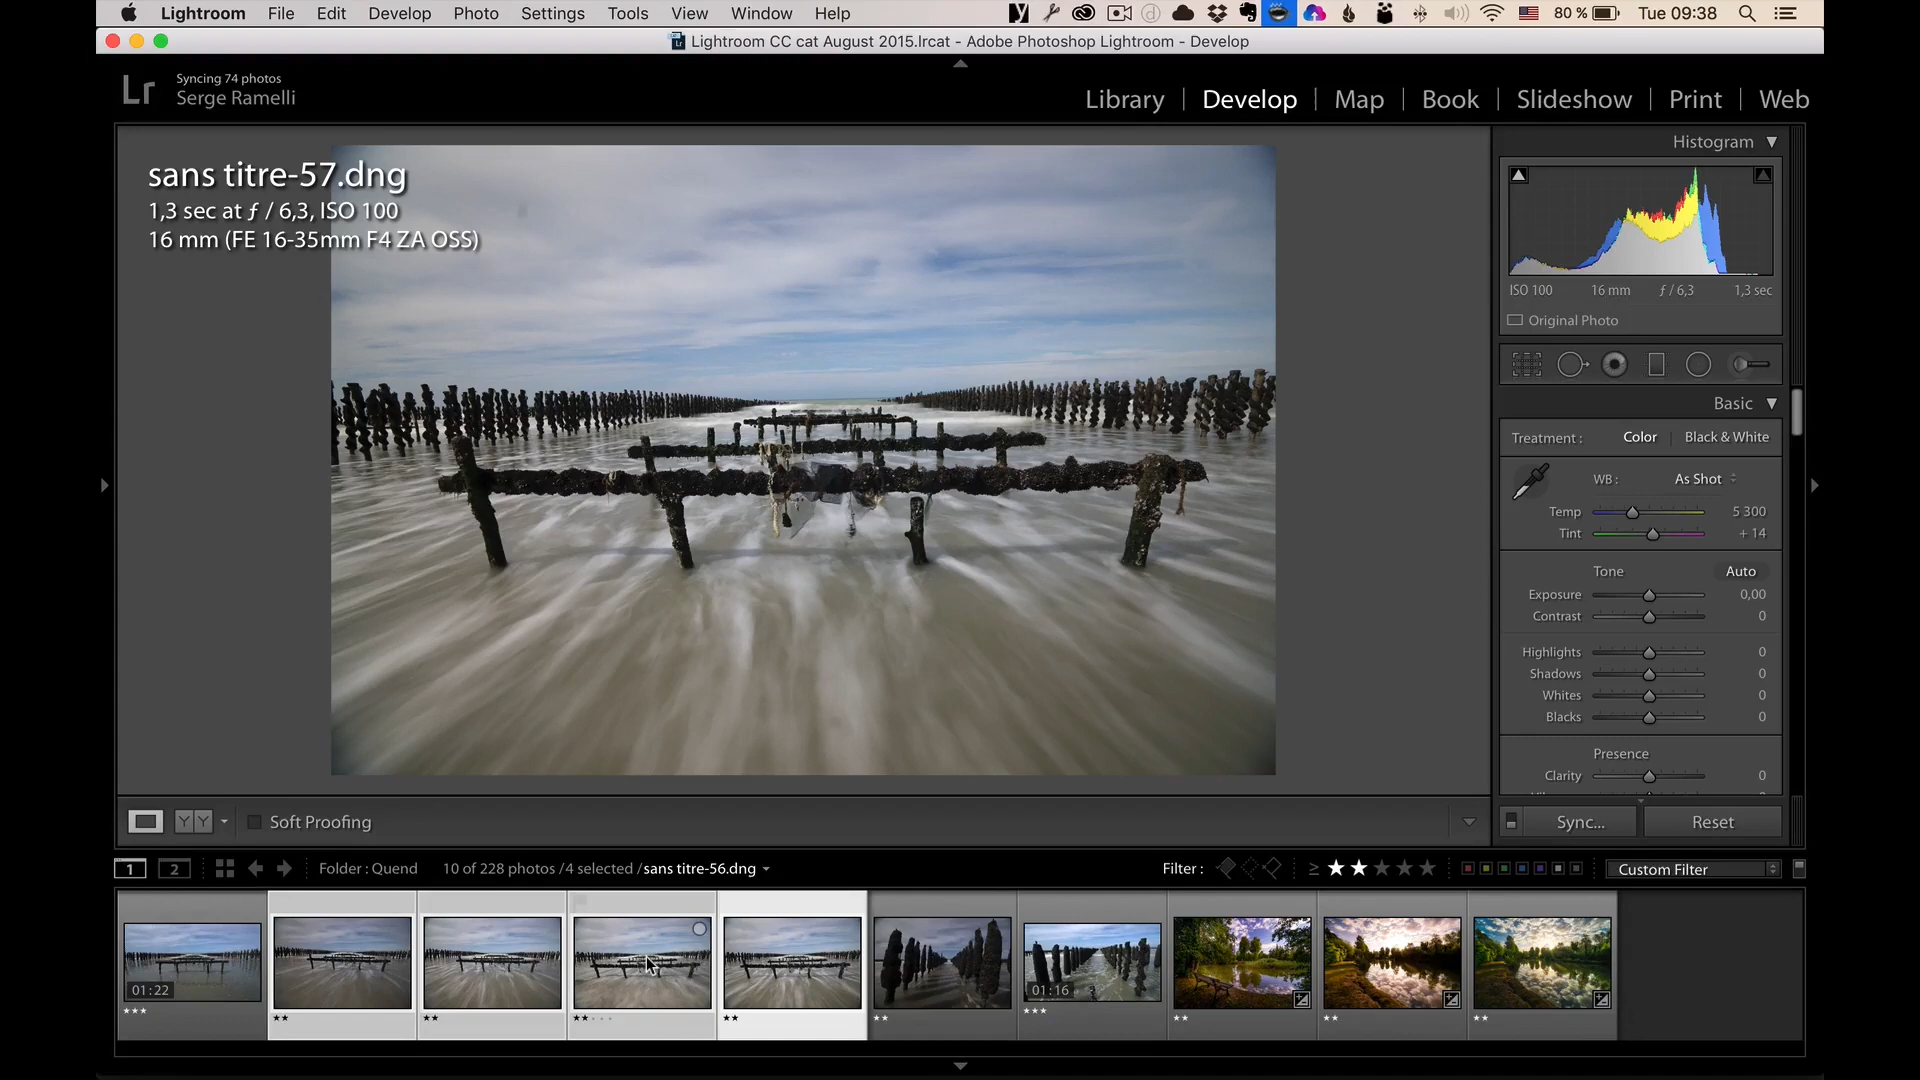 Lightroom File Edit Develop Photo Settings Tools View Window Help 80 % Tue 09:38
Lightroom CC cat August 2015.lrcat - Adobe Photoshop Lightroom - Develop
Lr
Syncing 74 photos
Serge Ramelli
Library | Develop | Map | Book | Slideshow | Print | Web
sans titre-57.dng
1,3 sec at ƒ / 6,3, ISO 100
16 mm (FE 16-35mm F4 ZA OSS)
Histogram
ISO 100 16 mm ƒ / 6,3 1,3 sec
Original Photo
Basic
Treatment : Color | Black & White
WB : As Shot
Temp 5 300
Tint + 14
Tone Auto
Exposure 0,00
Contrast 0
Highlights 0
Shadows 0
Whites 0
Blacks 0
Presence
Clarity 0
Sync... Reset
Y Y Soft Proofing
1 2 Folder : Quend 10 of 228 photos /4 selected /sans titre-56.dng Filter : ≥ ★★★★★ Custom Filter
01:22 01:16